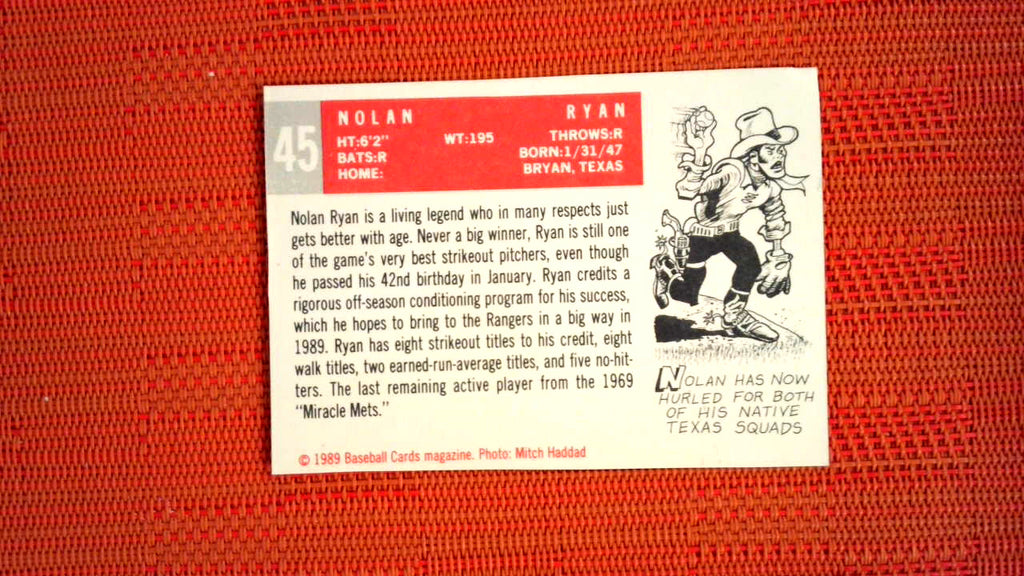 45
NOLAN RYAN
HT:6'2" WT:195 THROWS:R
BATS:R BORN:1/31/47
HOME: BRYAN, TEXAS
Nolan Ryan is a living legend who in many respects just
gets better with age. Never a big winner, Ryan is still one
of the game's very best strikeout pitchers, even though
he passed his 42nd birthday in January. Ryan credits a
rigorous off-season conditioning program for his success,
which he hopes to bring to the Rangers in a big way in
1989. Ryan has eight strikeout titles to his credit, eight
walk titles, two earned-run-average titles, and five no-hit-
ters. The last remaining active player from the 1969
"Miracle Mets."
© 1989 Baseball Cards magazine. Photo: Mitch Haddad
NOLAN HAS NOW
HURLED FOR BOTH
OF HIS NATIVE
TEXAS SQUADS